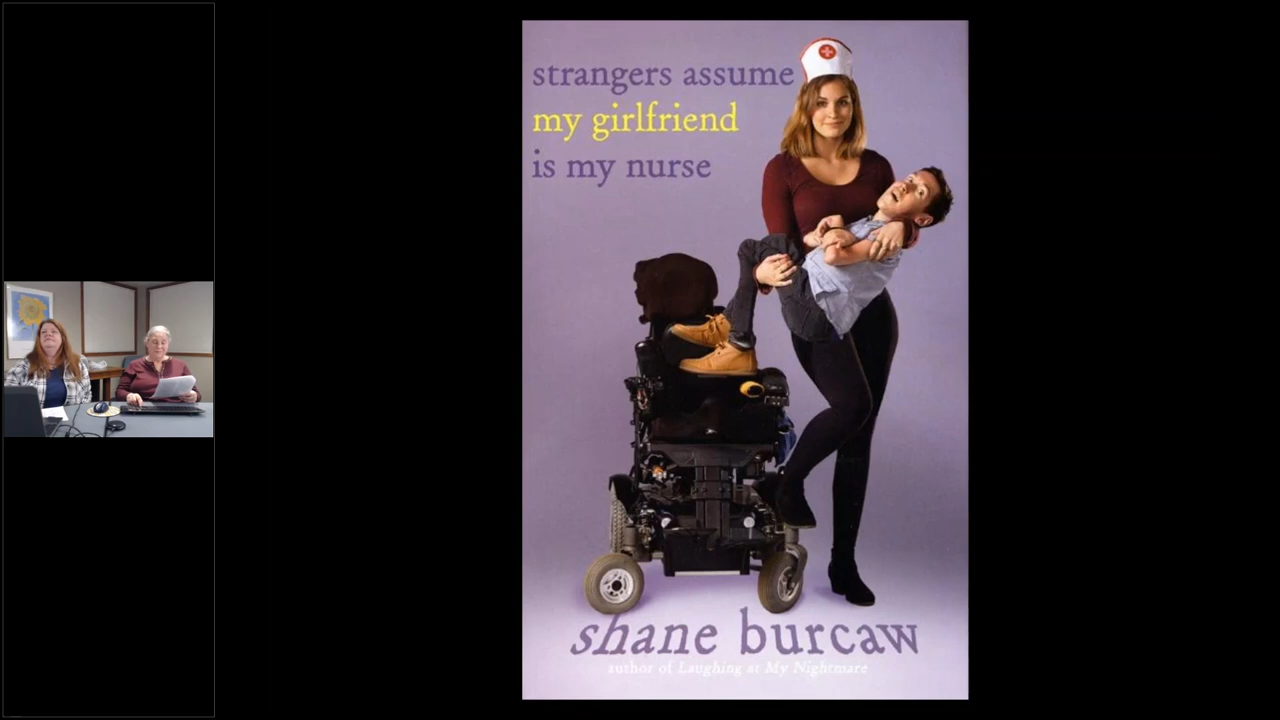 strangers assume
my girlfriend
is my nurse
shane burcaw
author of Laughing at My Nightmare